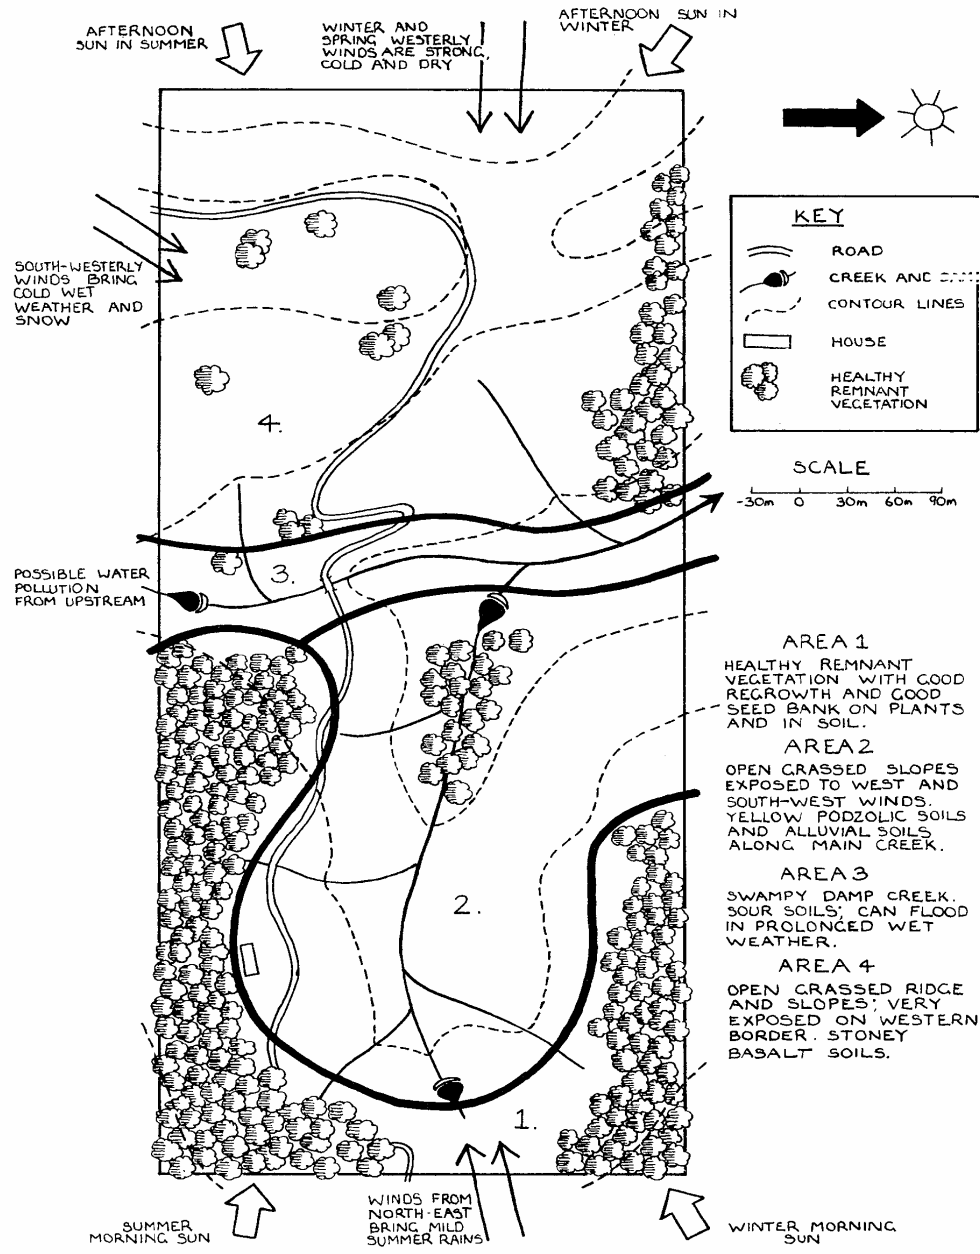 AFTERNOON
SUN IN SUMMER
WINTER AND
SPRING WESTERLY
WINDS ARE STRONG,
COLD AND DRY
AFTERNOON SUN IN
WINTER
KEY
ROAD
CREEK AND
CONTOUR LINES
HOUSE
HEALTHY
REMNANT
VEGETATION
SOUTH-WESTERLY
WINDS BRING
COLD WET
WEATHER AND
SNOW
4.
SCALE
-30m 0 30m 60m 90m
3.
POSSIBLE WATER
POLLUTION
FROM UPSTREAM
AREA 1
HEALTHY REMNANT
VEGETATION WITH GOOD
REGROWTH AND GOOD
SEED BANK ON PLANTS
AND IN SOIL.
AREA 2
OPEN GRASSED SLOPES
EXPOSED TO WEST AND
SOUTH-WEST WINDS.
YELLOW PODZOLIC SOILS
AND ALLUVIAL SOILS
ALONG MAIN CREEK.
AREA 3
SWAMPY DAMP CREEK.
SOUR SOILS; CAN FLOOD
IN PROLONGED WET
WEATHER.
AREA 4
OPEN GRASSED RIDGE
AND SLOPES; VERY
EXPOSED ON WESTERN
BORDER. STONEY
BASALT SOILS.
2.
1.
SUMMER
MORNING SUN
WINDS FROM
NORTH-EAST
BRING MILD
SUMMER RAINS
WINTER MORNING
SUN